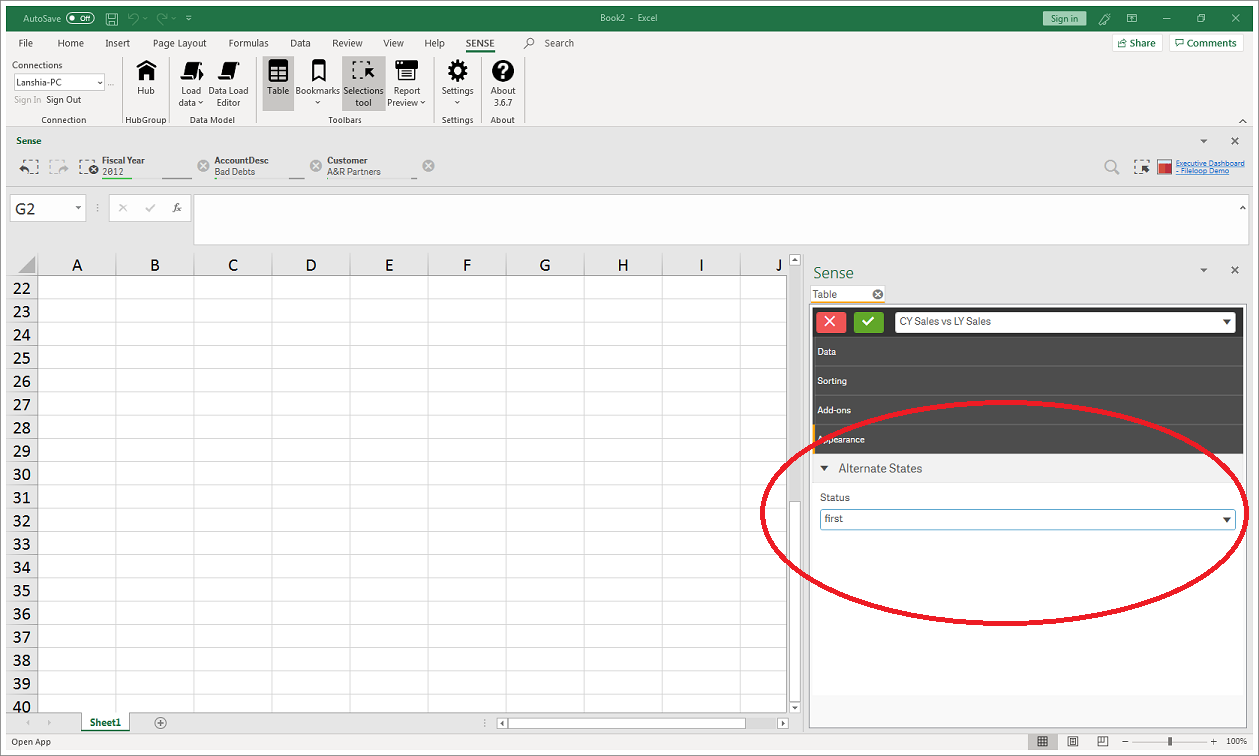 AutoSave Off
Book2 - Excel
Sign in
File Home Insert Page Layout Formulas Data Review View Help SENSE Search
Share Comments
Connections
Lanshia-PC ...
Sign In Sign Out
Connection
Hub
HubGroup
Load data
Data Load Editor
Data Model
Table
Bookmarks
Selections tool
Report Preview
Toolbars
Settings
Settings
About 3.6.7
About
Sense
Fiscal Year
2012
AccountDesc
Bad Debts
Customer
A&R Partners
Executive Dashboard
- Fileloop Demo
G2
fx
A B C D E F G H I J
22
23
24
25
26
27
28
29
30
31
32
33
34
35
36
37
38
39
40
Sense
Table
CY Sales vs LY Sales
Data
Sorting
Add-ons
Appearance
Alternate States
Status
first
Sheet1
Open App
100%